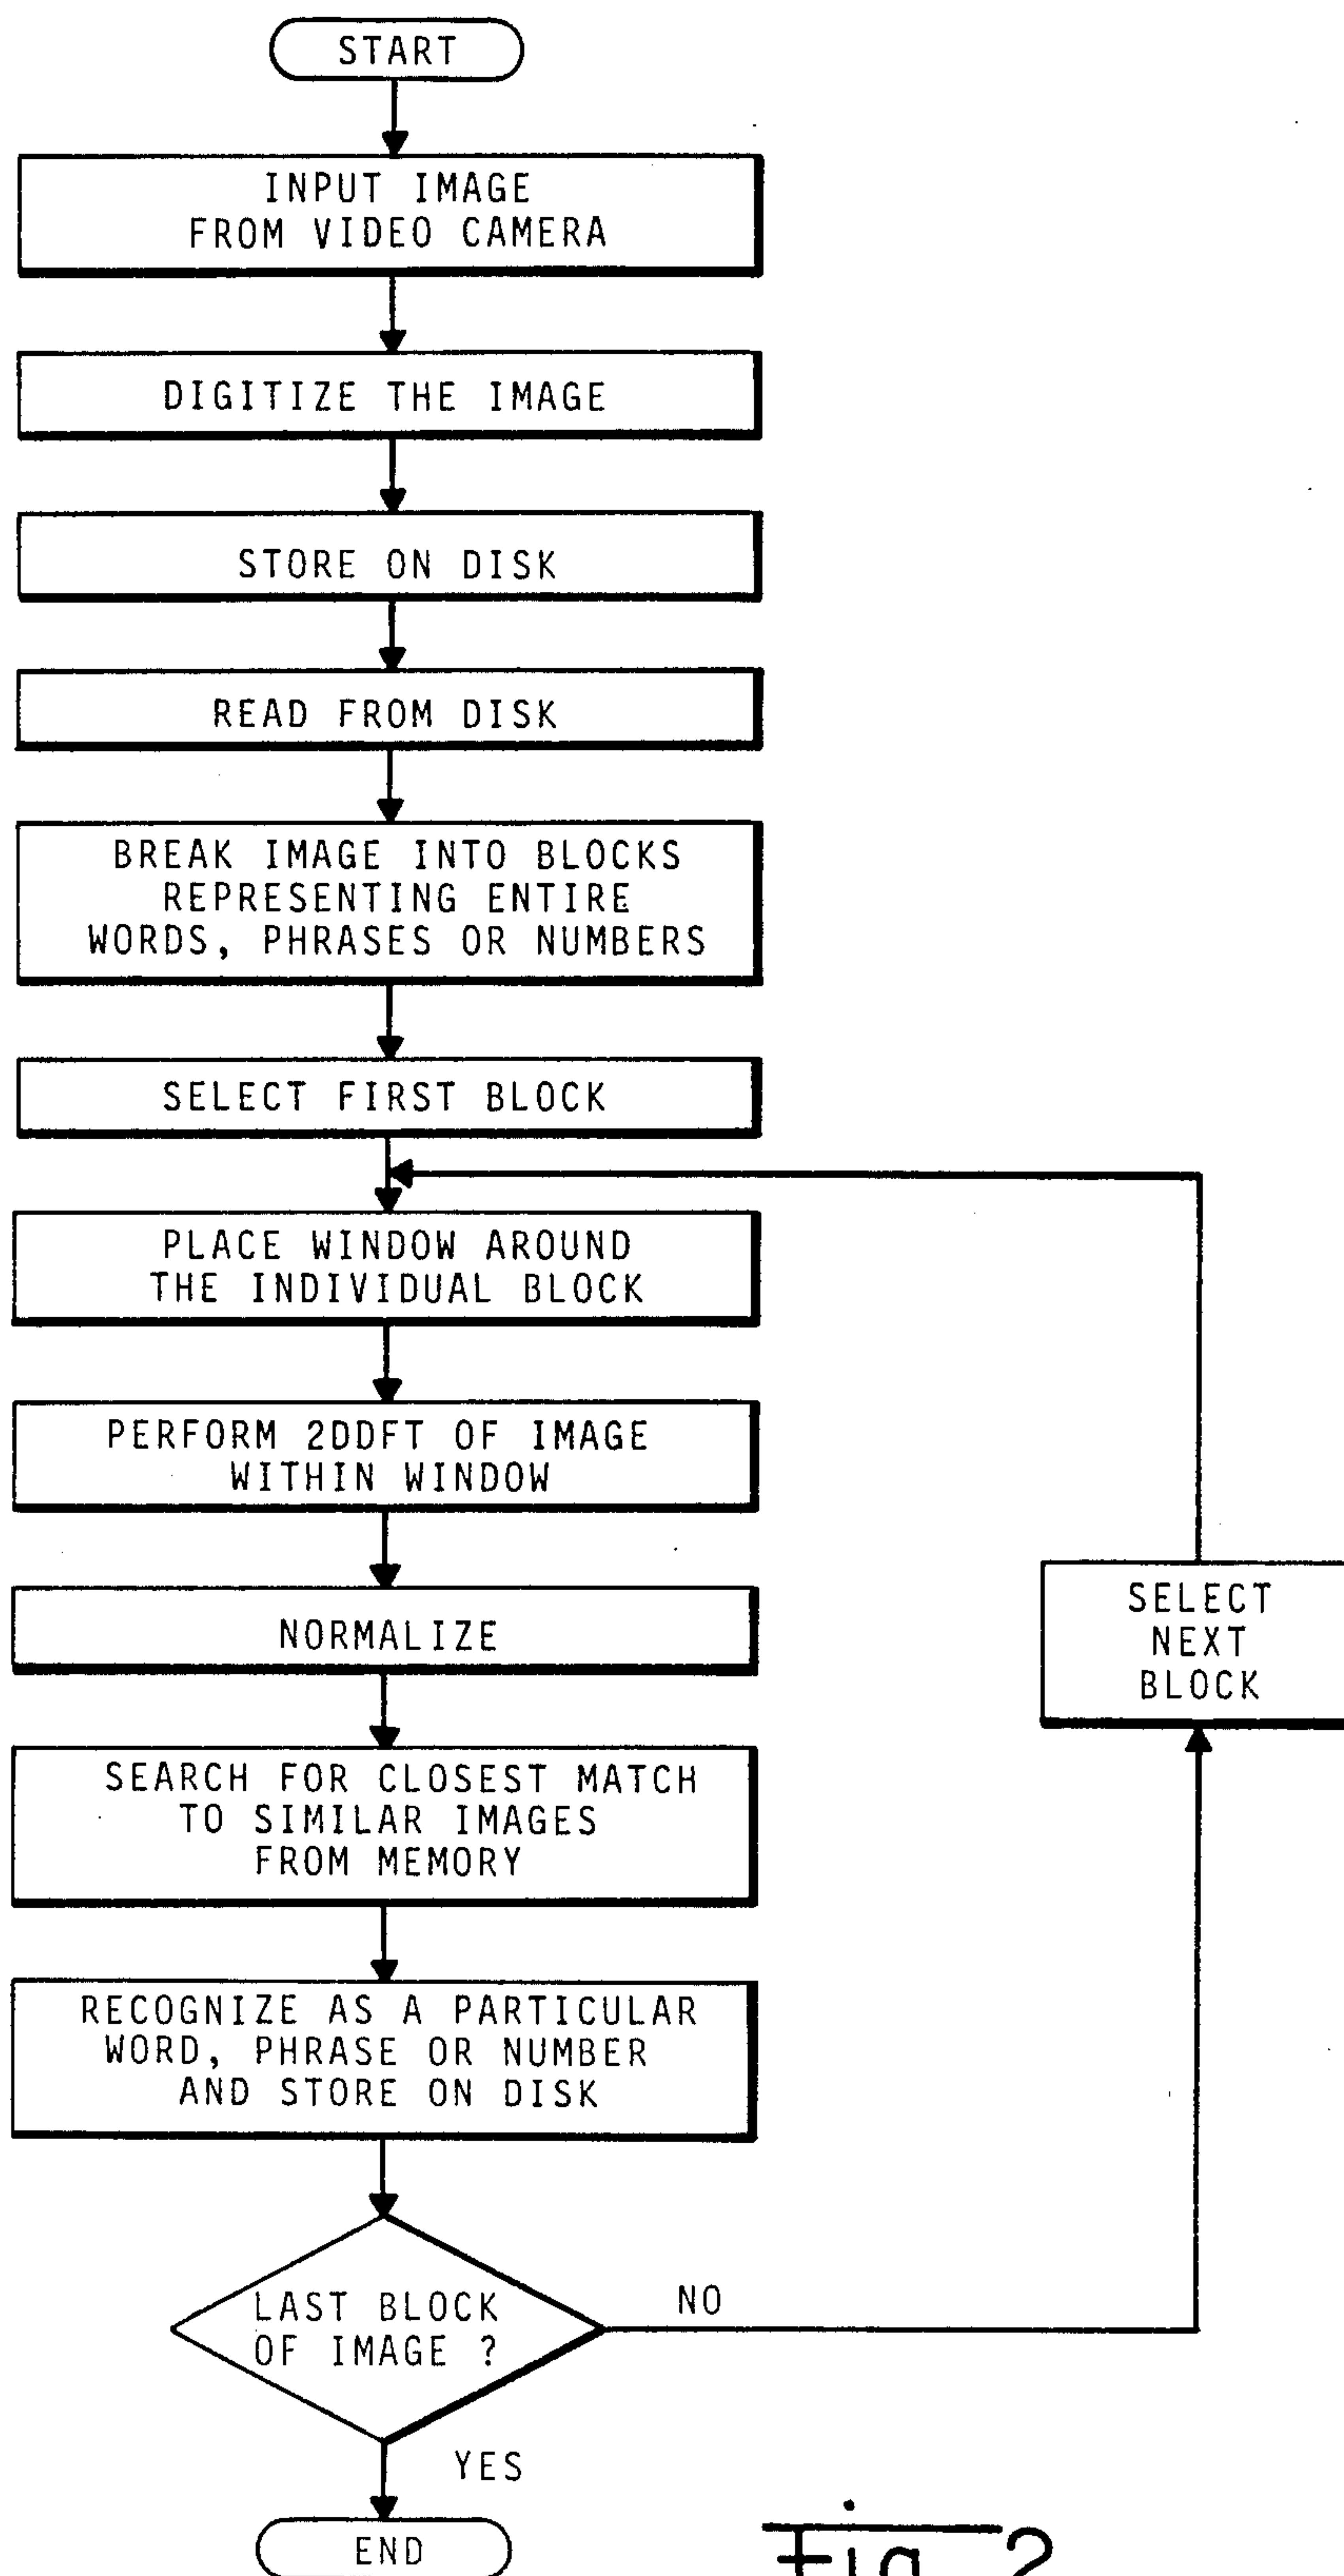 START
INPUT IMAGE
FROM VIDEO CAMERA
DIGITIZE THE IMAGE
STORE ON DISK
READ FROM DISK
BREAK IMAGE INTO BLOCKS
REPRESENTING ENTIRE
WORDS, PHRASES OR NUMBERS
SELECT FIRST BLOCK
PLACE WINDOW AROUND
THE INDIVIDUAL BLOCK
PERFORM 2DDFT OF IMAGE
WITHIN WINDOW
NORMALIZE
SELECT
NEXT
BLOCK
SEARCH FOR CLOSEST MATCH
TO SIMILAR IMAGES
FROM MEMORY
RECOGNIZE AS A PARTICULAR
WORD, PHRASE OR NUMBER
AND STORE ON DISK
LAST BLOCK
OF IMAGE ?
NO
YES
END
Fig 2